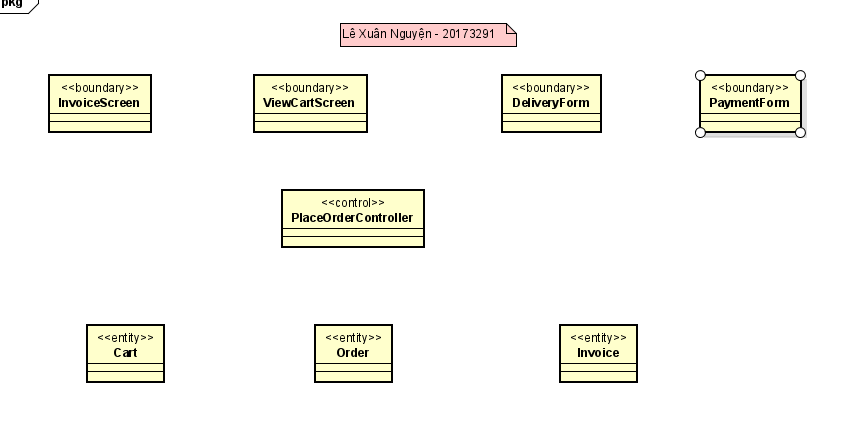 pkg
Lê Xuân Nguyện - 20173291
<<boundary>>
InvoiceScreen
<<boundary>>
ViewCartScreen
<<boundary>>
DeliveryForm
<<boundary>>
PaymentForm
<<control>>
PlaceOrderController
<<entity>>
Cart
<<entity>>
Order
<<entity>>
Invoice